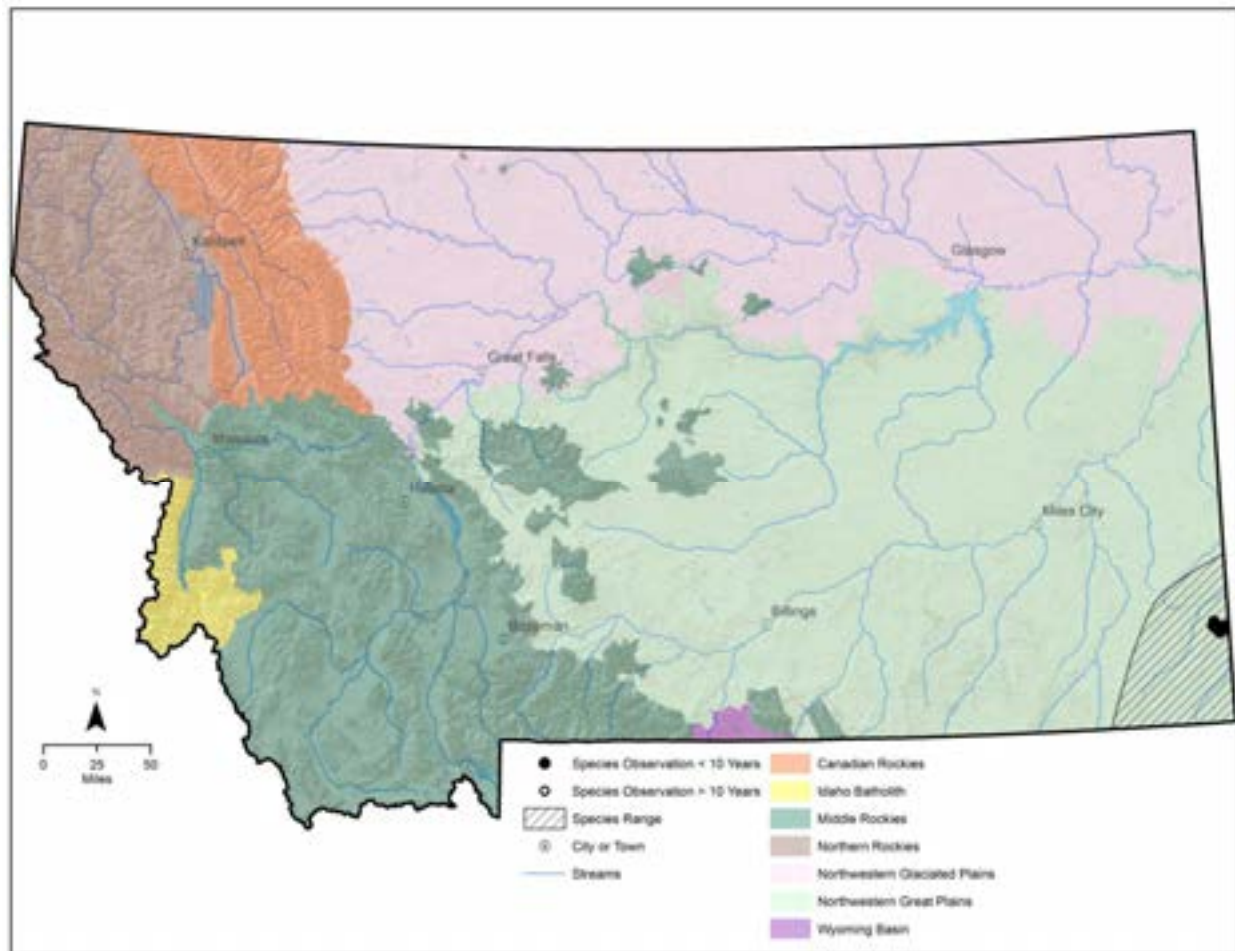 Kalispell
Glasgow
Great Falls
Missoula
Helena
Miles City
Billings
Bozeman
N
0 25 50
Miles
Species Observation < 10 Years
Species Observation > 10 Years
Species Range
City or Town
Streams
Canadian Rockies
Idaho Batholith
Middle Rockies
Northern Rockies
Northwestern Glaciated Plains
Northwestern Great Plains
Wyoming Basin